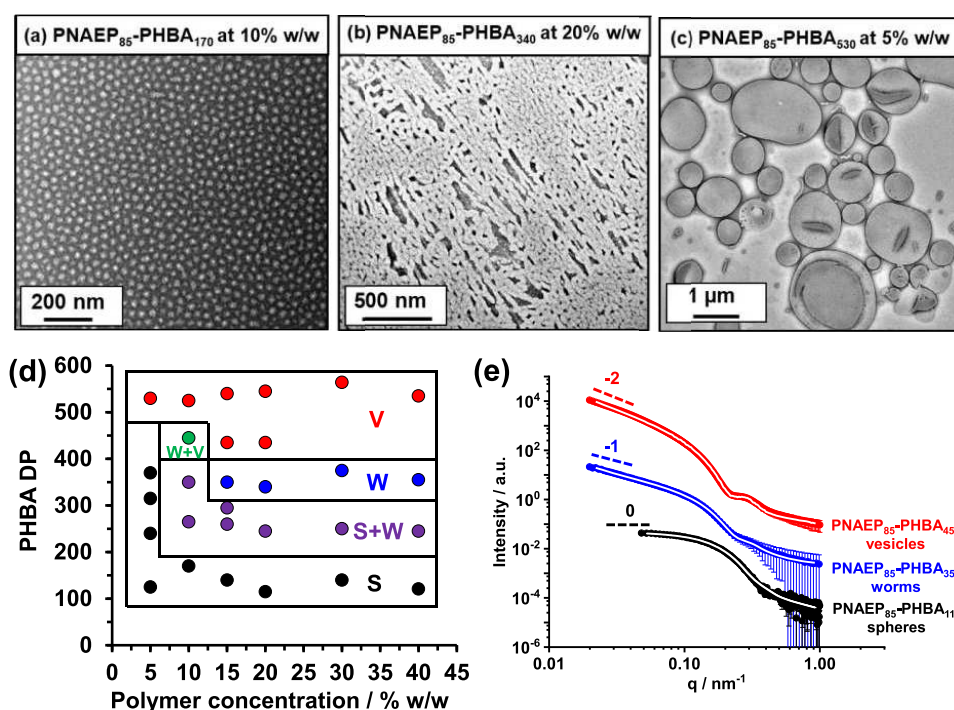 (a) PNAEP85-PHBA170 at 10% w/w
(b) PNAEP85-PHBA340 at 20% w/w
(c) PNAEP85-PHBA530 at 5% w/w
200 nm
500 nm
1 µm
(d)
600
500
400
300
200
100
0
PHBA DP
V
W+V
W
S+W
S
0 5 10 15 20 25 30 35 40 45
Polymer concentration / % w/w
(e)
10^4
10^2
10^0
10^-2
10^-4
10^-6
Intensity / a.u.
-2
-1
0
PNAEP85-PHBA45
vesicles
PNAEP85-PHBA35
worms
PNAEP85-PHBA11
spheres
0.01 0.10 1.00
q / nm^-1